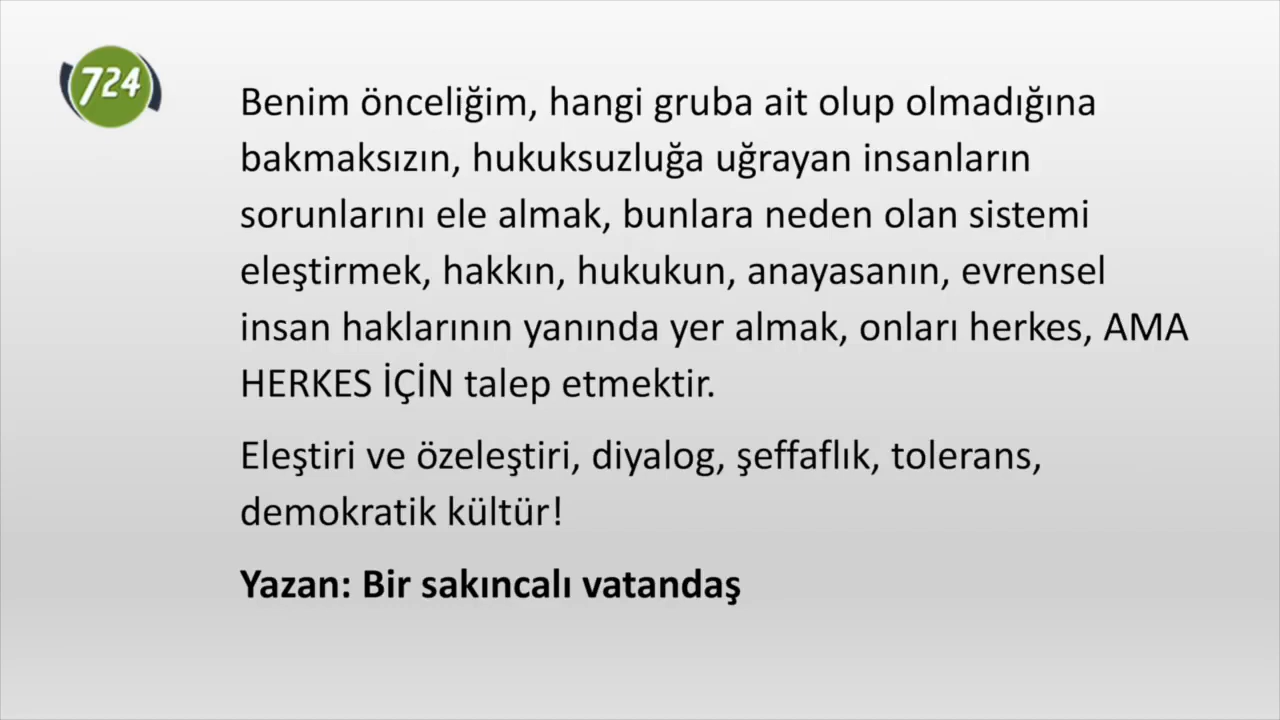 724
Benim önceliğim, hangi gruba ait olup olmadığına
bakmaksızın, hukuksuzluğa uğrayan insanların
sorunlarını ele almak, bunlara neden olan sistemi
eleştirmek, hakkın, hukukun, anayasanın, evrensel
insan haklarının yanında yer almak, onları herkes, AMA
HERKES İÇİN talep etmektir.
Eleştiri ve özeleştiri, diyalog, şeffaflık, tolerans,
demokratik kültür!
Yazan: Bir sakıncalı vatandaş